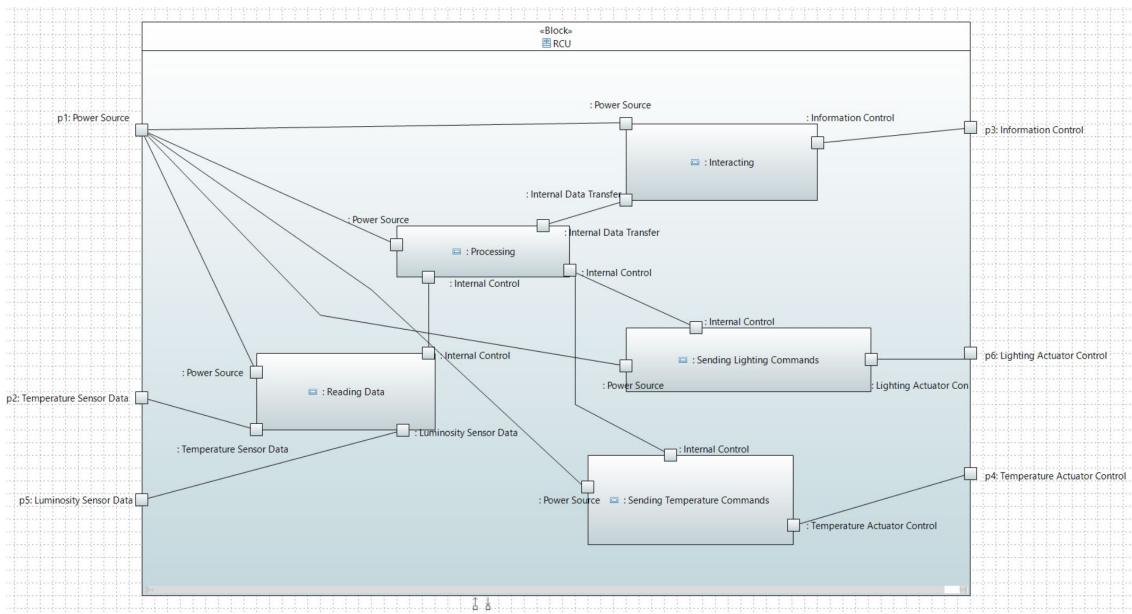 «Block»
RCU
: Power Source
p1: Power Source
: Information Control
p3: Information Control
: Interacting
: Internal Data Transfer
: Power Source
: Internal Data Transfer
: Processing
: Internal Control
: Internal Control
: Internal Control
: Internal Control
p6: Lighting Actuator Control
: Sending Lighting Commands
: Power Source
: Power Source
: Lighting Actuator Con
: Reading Data
p2: Temperature Sensor Data
: Luminosity Sensor Data
: Temperature Sensor Data
: Internal Control
p4: Temperature Actuator Control
p5: Luminosity Sensor Data
: Power Source
: Sending Temperature Commands
: Temperature Actuator Control